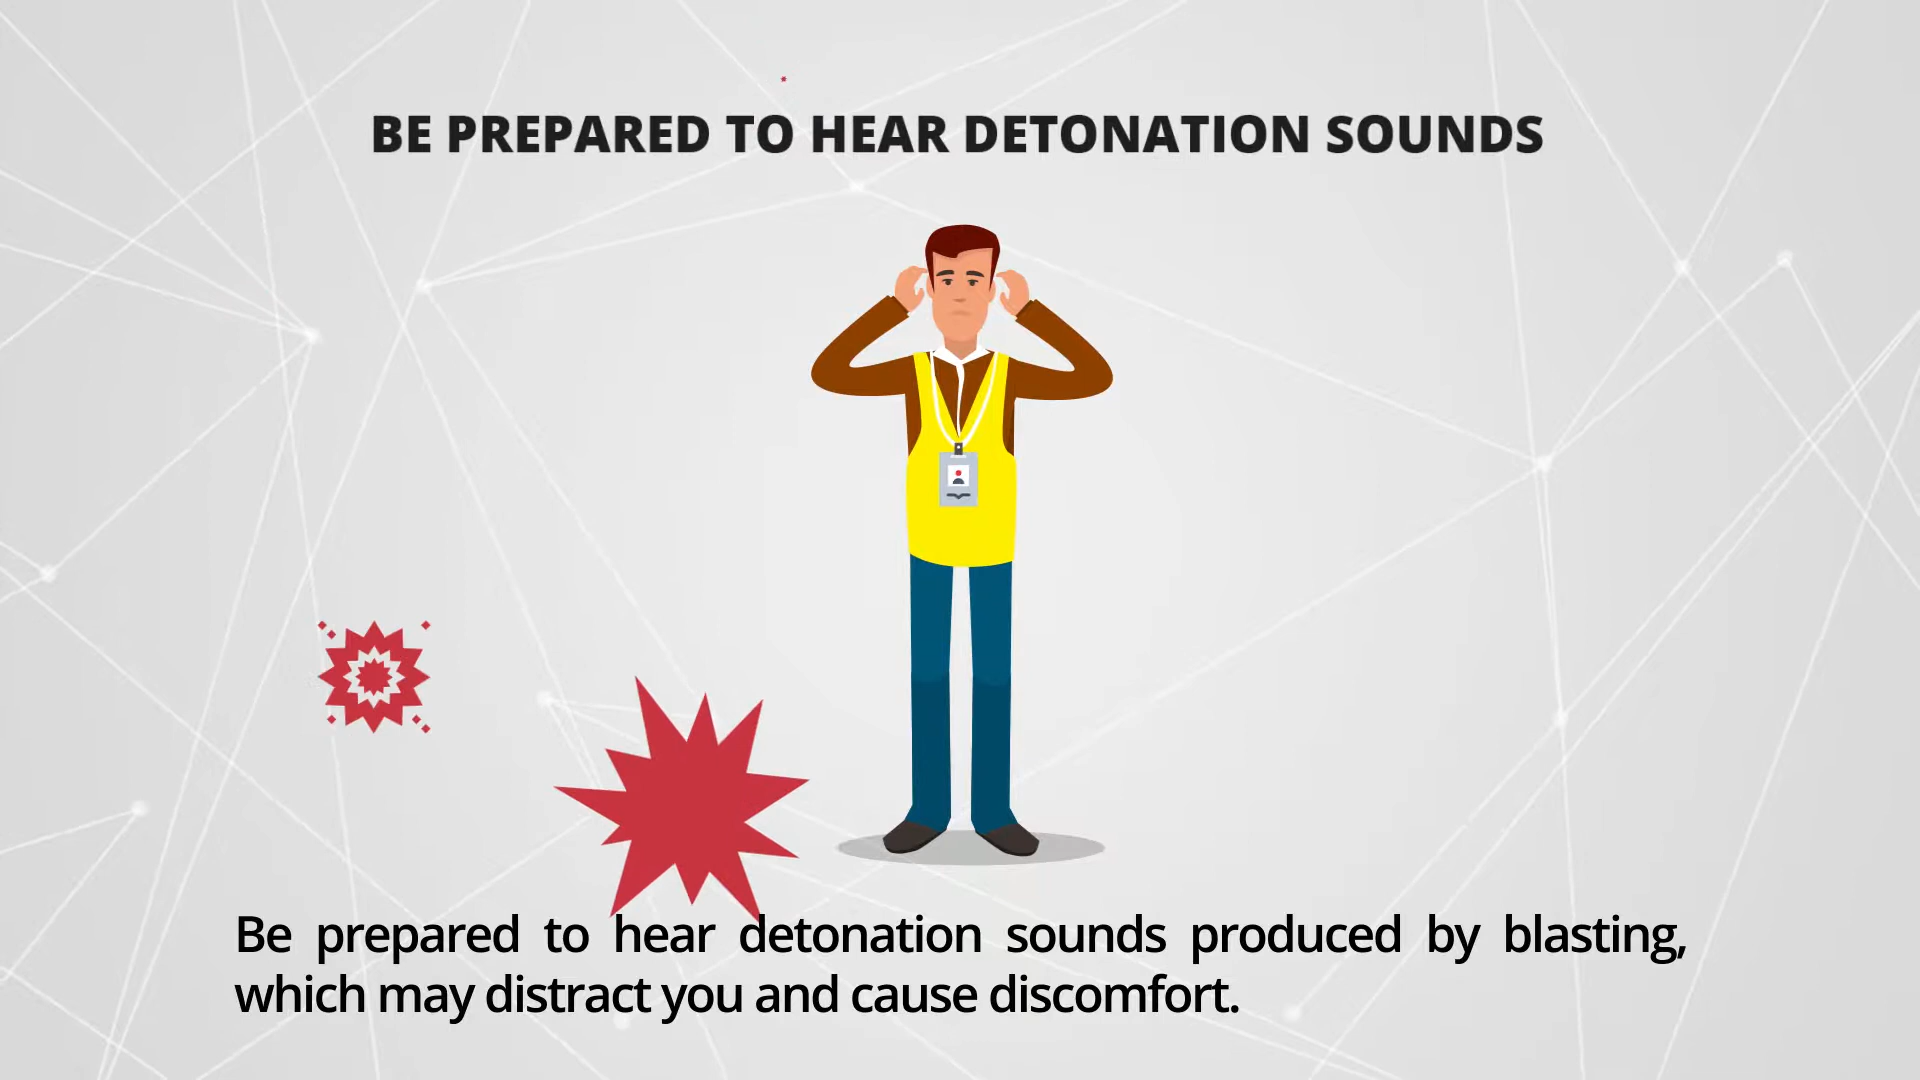 BE PREPARED TO HEAR DETONATION SOUNDS
Be prepared to hear detonation sounds produced by blasting,
which may distract you and cause discomfort.